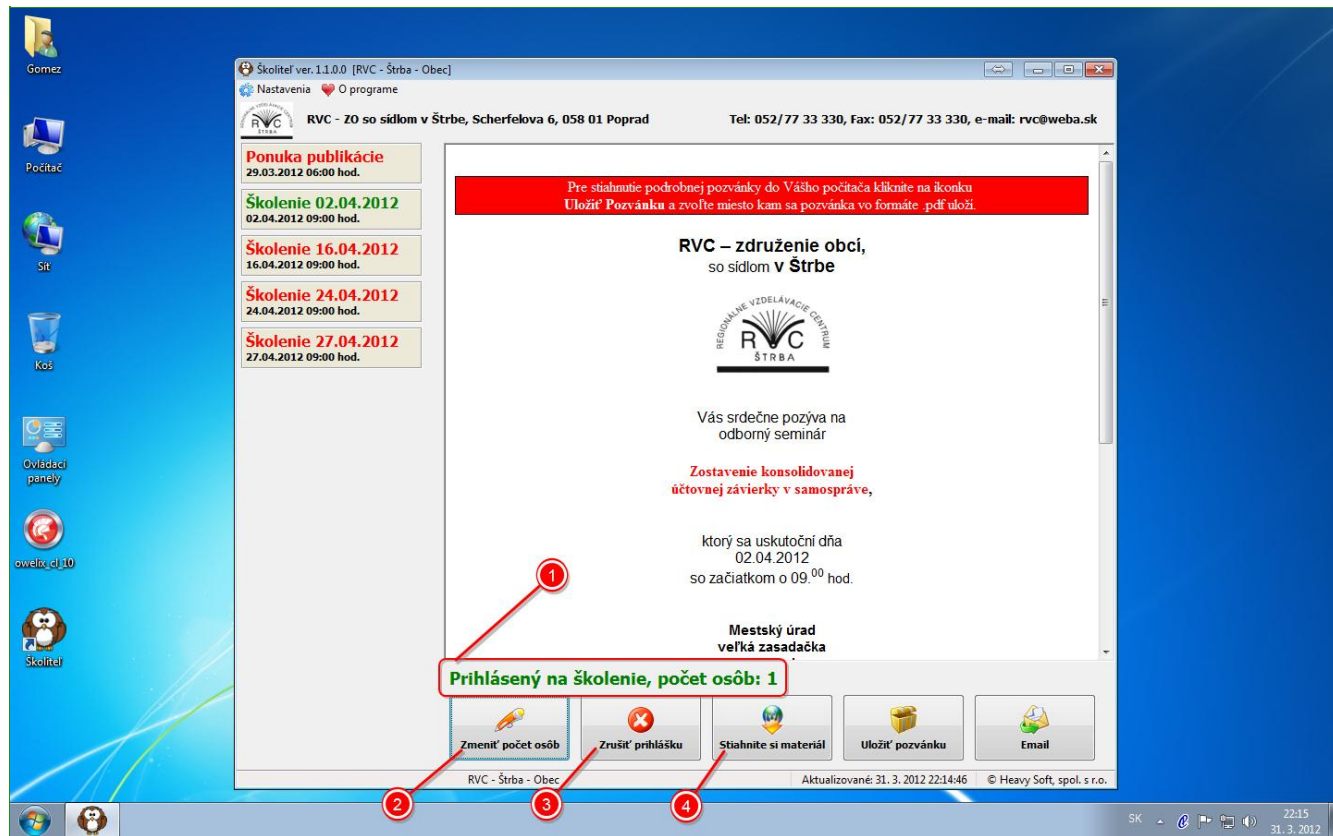 Gomez
Počítač
Síť
Koš
Ovládací
panely
owelix_cl_10
Školiteľ
Školiteľ ver. 1.1.0.0 [RVC - Štrba - Obec]
Nastavenia O programe
RVC - ZO so sídlom v Štrbe, Scherfelova 6, 058 01 Poprad Tel: 052/77 33 330, Fax: 052/77 33 330, e-mail: rvc@weba.sk
RVC
ŠTRBA
Ponuka publikácie
29.03.2012 06:00 hod.
Školenie 02.04.2012
02.04.2012 09:00 hod.
Školenie 16.04.2012
16.04.2012 09:00 hod.
Školenie 24.04.2012
24.04.2012 09:00 hod.
Školenie 27.04.2012
27.04.2012 09:00 hod.
Pre stiahnutie podrobnej pozvánky do Vášho počítača kliknite na ikonku
Uložiť Pozvánku a zvoľte miesto kam sa pozvánka vo formáte .pdf uloží.
RVC – združenie obcí,
so sídlom v Štrbe
REGIONÁLNE VZDELÁVACIE CENTRUM
RVC
ŠTRBA
Vás srdečne pozýva na
odborný seminár
Zostavenie konsolidovanej
účtovnej závierky v samospráve,
ktorý sa uskutoční dňa
02.04.2012
so začiatkom o 09.00 hod.
Mestský úrad
veľká zasadačka
1
Prihlásený na školenie, počet osôb: 1
Zmeniť počet osôb
Zrušiť prihlášku
Stiahnite si materiál
Uložiť pozvánku
Email
2
3
4
RVC - Štrba - Obec
Aktualizované: 31. 3. 2012 22:14:46
© Heavy Soft, spol. s r.o.
SK
22:15
31. 3. 2012